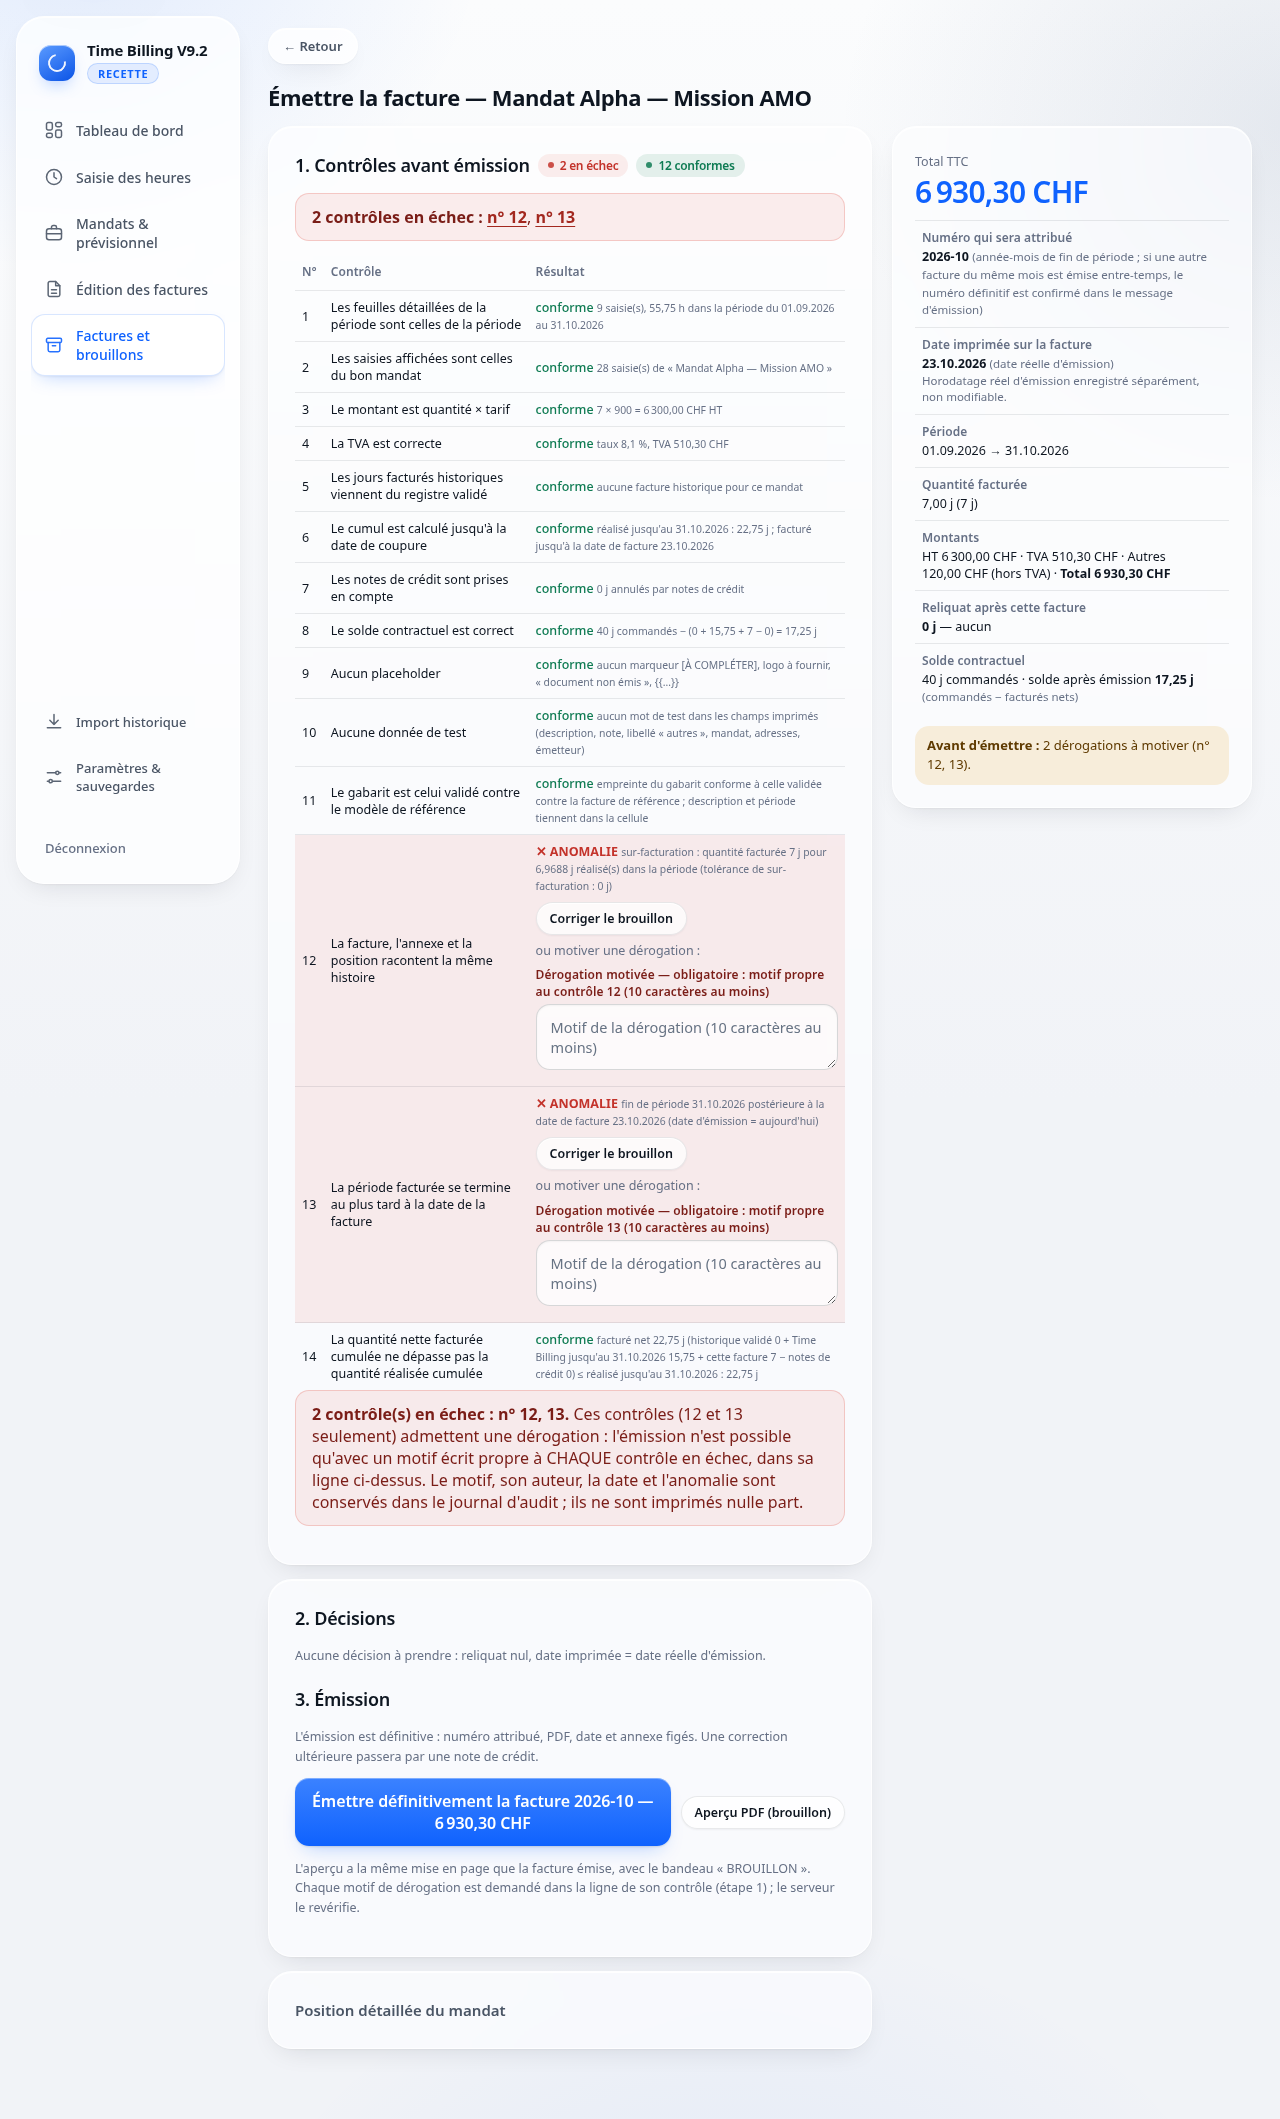 Time Billing V9.2
RECETTE
Tableau de bord
Saisie des heures
Mandats &
prévisionnel
Édition des factures
Factures et
brouillons
Import historique
Paramètres &
sauvegardes
Déconnexion
← Retour
Émettre la facture — Mandat Alpha — Mission AMO
1. Contrôles avant émission
2 en échec
12 conformes
2 contrôles en échec : n° 12, n° 13
N° Contrôle Résultat
1 Les feuilles détaillées de la
période sont celles de la période
conforme 9 saisie(s), 55,75 h dans la période du 01.09.2026
au 31.10.2026
2 Les saisies affichées sont celles
du bon mandat
conforme 28 saisie(s) de « Mandat Alpha — Mission AMO »
3 Le montant est quantité × tarif conforme 7 × 900 = 6 300,00 CHF HT
4 La TVA est correcte conforme taux 8,1 %, TVA 510,30 CHF
5 Les jours facturés historiques
viennent du registre validé
conforme aucune facture historique pour ce mandat
6 Le cumul est calculé jusqu'à la
date de coupure
conforme réalisé jusqu'au 31.10.2026 : 22,75 j ; facturé
jusqu'à la date de facture 23.10.2026
7 Les notes de crédit sont prises
en compte
conforme 0 j annulés par notes de crédit
8 Le solde contractuel est correct conforme 40 j commandés − (0 + 15,75 + 7 − 0) = 17,25 j
9 Aucun placeholder
conforme aucun marqueur [À COMPLÉTER], logo à fournir,
« document non émis », {{…}}
10 Aucune donnée de test
conforme aucun mot de test dans les champs imprimés
(description, note, libellé « autres », mandat, adresses,
émetteur)
11 Le gabarit est celui validé contre
le modèle de référence
conforme empreinte du gabarit conforme à celle validée
contre la facture de référence ; description et période
tiennent dans la cellule
12 La facture, l'annexe et la
position racontent la même
histoire
✕ ANOMALIE sur-facturation : quantité facturée 7 j pour
6,9688 j réalisé(s) dans la période (tolérance de sur-
facturation : 0 j)
Corriger le brouillon
ou motiver une dérogation :
Dérogation motivée — obligatoire : motif propre
au contrôle 12 (10 caractères au moins)
Motif de la dérogation (10 caractères au
moins)
13 La période facturée se termine
au plus tard à la date de la
facture
✕ ANOMALIE fin de période 31.10.2026 postérieure à la
date de facture 23.10.2026 (date d'émission = aujourd'hui)
Corriger le brouillon
ou motiver une dérogation :
Dérogation motivée — obligatoire : motif propre
au contrôle 13 (10 caractères au moins)
Motif de la dérogation (10 caractères au
moins)
14 La quantité nette facturée
cumulée ne dépasse pas la
quantité réalisée cumulée
conforme facturé net 22,75 j (historique validé 0 + Time
Billing jusqu'au 31.10.2026 15,75 + cette facture 7 − notes de
crédit 0) ≤ réalisé jusqu'au 31.10.2026 : 22,75 j
2 contrôle(s) en échec : n° 12, 13. Ces contrôles (12 et 13
seulement) admettent une dérogation : l'émission n'est possible
qu'avec un motif écrit propre à CHAQUE contrôle en échec, dans sa
ligne ci-dessus. Le motif, son auteur, la date et l'anomalie sont
conservés dans le journal d'audit ; ils ne sont imprimés nulle part.
2. Décisions
Aucune décision à prendre : reliquat nul, date imprimée = date réelle d'émission.
3. Émission
L'émission est définitive : numéro attribué, PDF, date et annexe figés. Une correction
ultérieure passera par une note de crédit.
Émettre définitivement la facture 2026-10 —
6 930,30 CHF
Aperçu PDF (brouillon)
L'aperçu a la même mise en page que la facture émise, avec le bandeau « BROUILLON ».
Chaque motif de dérogation est demandé dans la ligne de son contrôle (étape 1) ; le serveur
le revérifie.
Position détaillée du mandat
Total TTC
6 930,30 CHF
Numéro qui sera attribué
2026-10 (année-mois de fin de période ; si une autre
facture du même mois est émise entre-temps, le
numéro définitif est confirmé dans le message
d'émission)
Date imprimée sur la facture
23.10.2026 (date réelle d'émission)
Horodatage réel d'émission enregistré séparément,
non modifiable.
Période
01.09.2026 → 31.10.2026
Quantité facturée
7,00 j (7 j)
Montants
HT 6 300,00 CHF · TVA 510,30 CHF · Autres
120,00 CHF (hors TVA) · Total 6 930,30 CHF
Reliquat après cette facture
0 j — aucun
Solde contractuel
40 j commandés · solde après émission 17,25 j
(commandés − facturés nets)
Avant d'émettre : 2 dérogations à motiver (n°
12, 13).